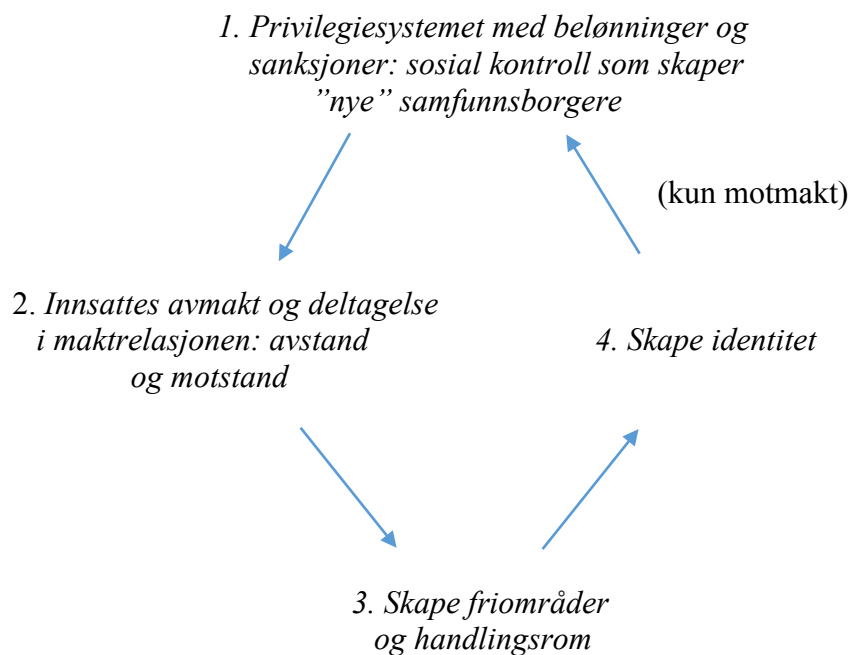 1. Privilegiesystemet med belønninger og
sanksjoner: sosial kontroll som skaper
”nye” samfunnsborgere
(kun motmakt)
2. Innsattes avmakt og deltagelse
i maktrelasjonen: avstand
og motstand
4. Skape identitet
3. Skape friområder
og handlingsrom